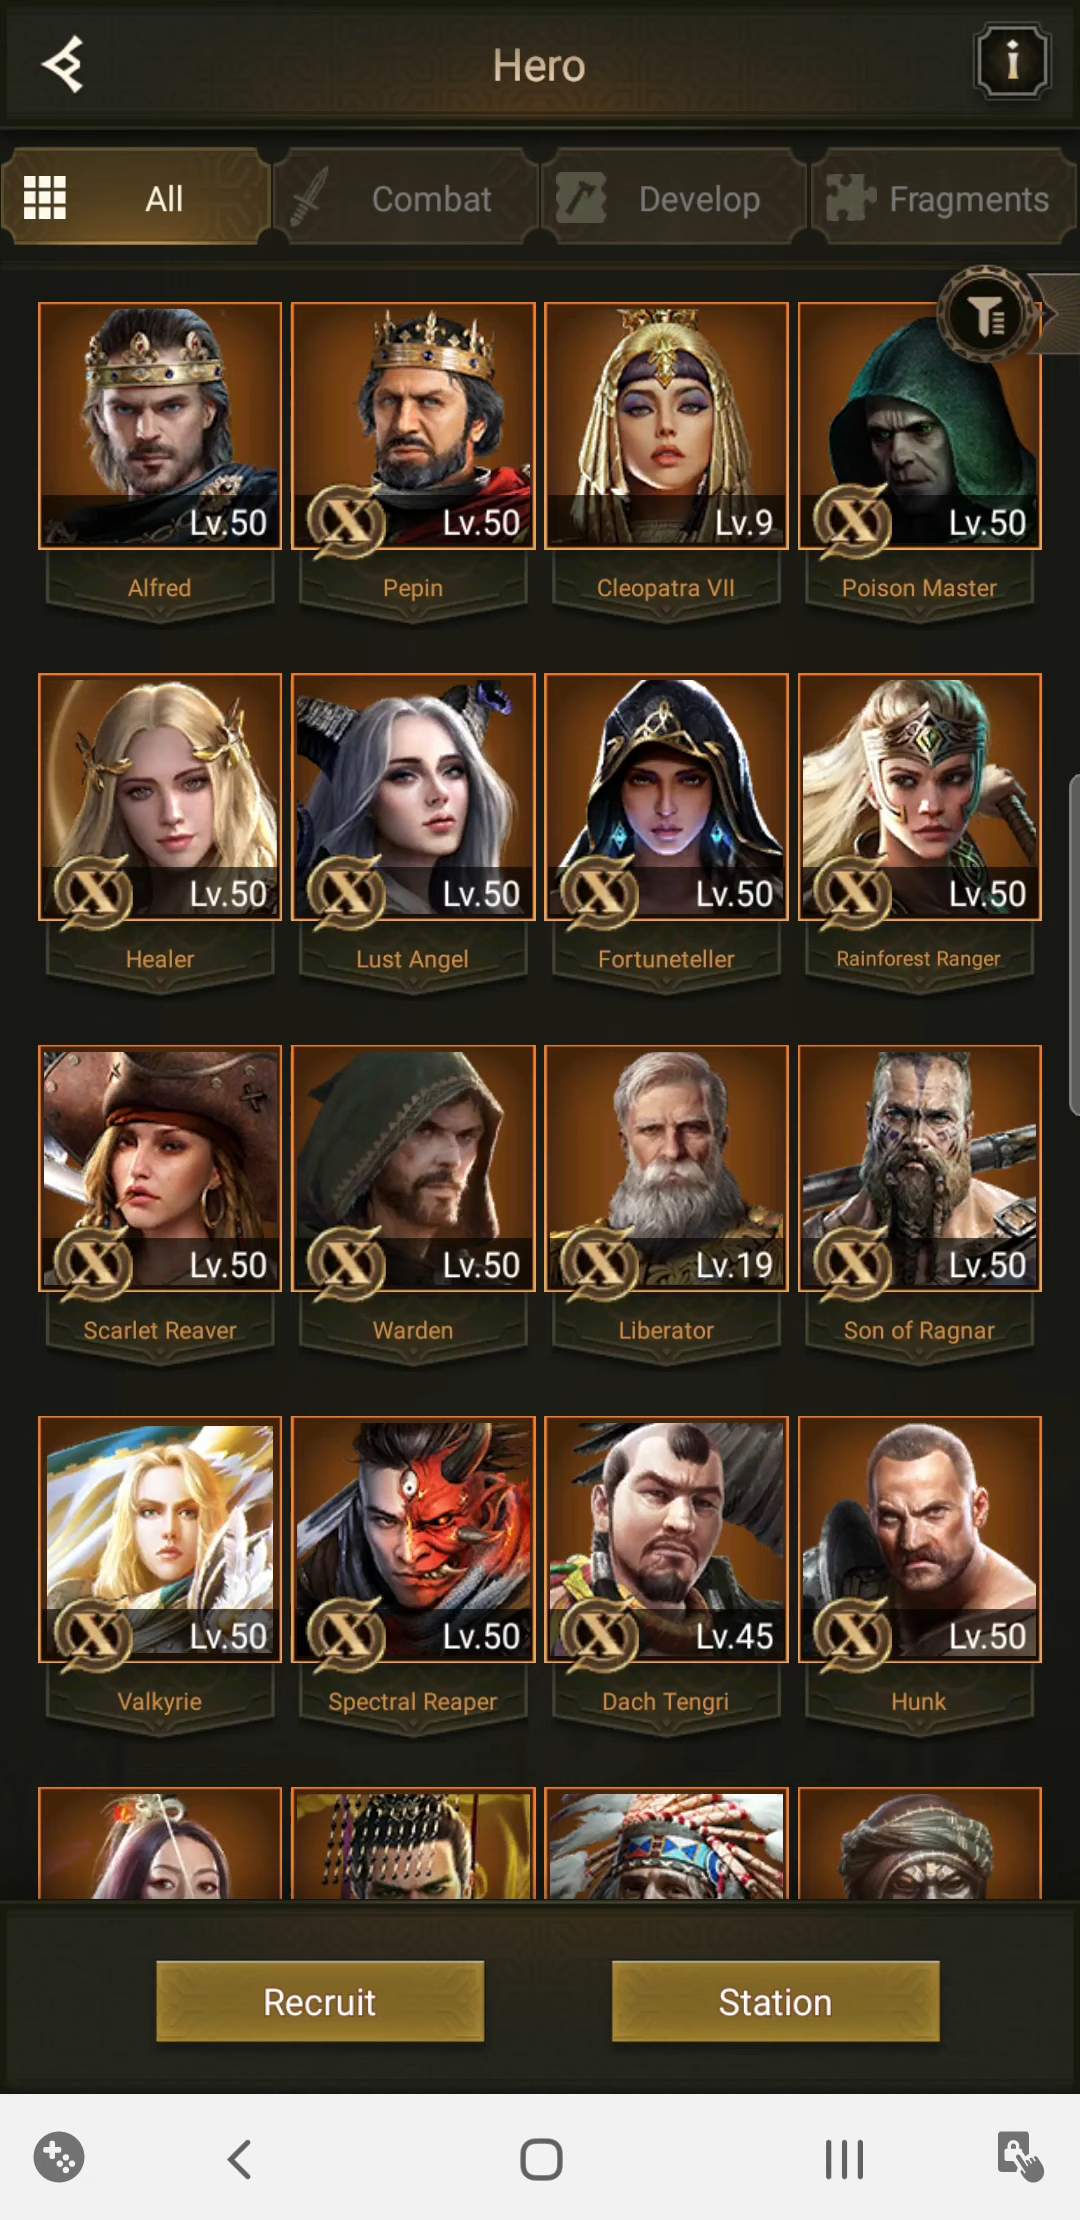 Hero
i
All
Combat
Develop
Fragments
Lv.50
X Lv.50
Lv.9
X Lv.50
Alfred
Pepin
Cleopatra VII
Poison Master
X Lv.50
X Lv.50
X Lv.50
X Lv.50
Healer
Lust Angel
Fortuneteller
Rainforest Ranger
X Lv.50
X Lv.50
X Lv.19
X Lv.50
Scarlet Reaver
Warden
Liberator
Son of Ragnar
X Lv.50
X Lv.50
X Lv.45
X Lv.50
Valkyrie
Spectral Reaper
Dach Tengri
Hunk
Recruit
Station